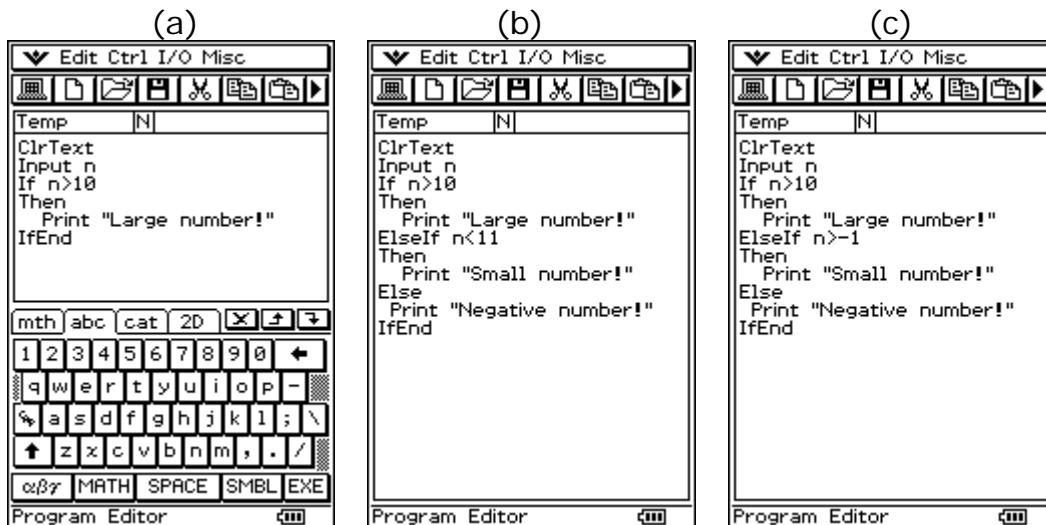 (a)
Edit Ctrl I/O Misc
Temp N
ClrText
Input n
If n>10
Then
Print "Large number!"
IfEnd
mth abc cat 2D
1 2 3 4 5 6 7 8 9 0
q w e r t y u i o p -
a s d f g h j k l ; \
z x c v b n m , . /
αβγ MATH SPACE SMBL EXE
Program Editor
(b)
Edit Ctrl I/O Misc
Temp N
ClrText
Input n
If n>10
Then
Print "Large number!"
ElseIf n<11
Then
Print "Small number!"
Else
Print "Negative number!"
IfEnd
Program Editor
(c)
Edit Ctrl I/O Misc
Temp N
ClrText
Input n
If n>10
Then
Print "Large number!"
ElseIf n>-1
Then
Print "Small number!"
Else
Print "Negative number!"
IfEnd
Program Editor